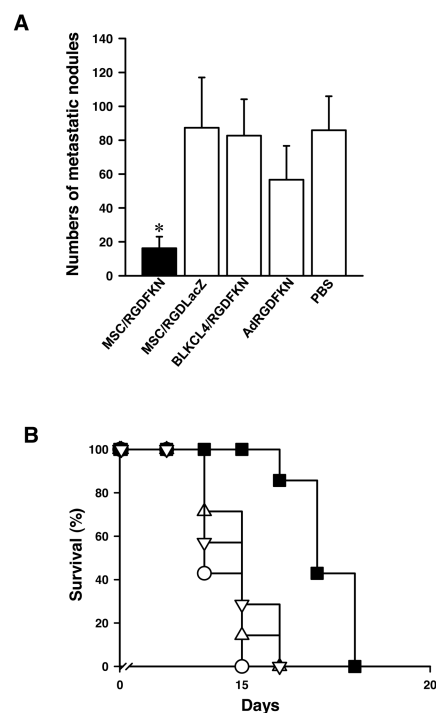 A
Numbers of metastatic nodules
140
120
100
80
60
40
20
0
*
MSC/RGDFKN
MSC/RGDLacZ
BLKCL4/RGDFKN
AdRGDFKN
PBS
B
Survival (%)
100
80
60
40
20
0
0
15
20
Days